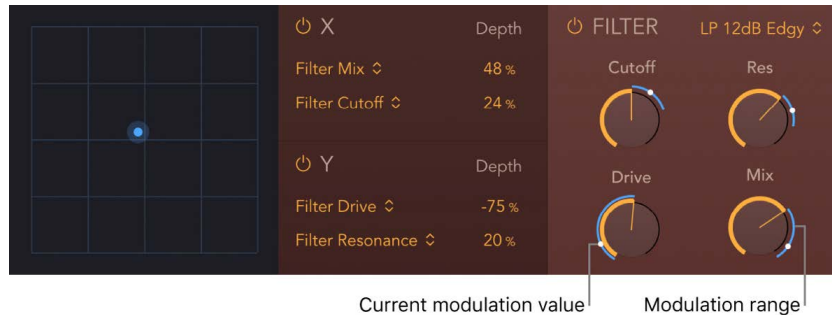 X Depth
Filter Mix 48 %
Filter Cutoff 24 %
Y Depth
Filter Drive -75 %
Filter Resonance 20 %
FILTER LP 12dB Edgy
Cutoff Res
Drive Mix
Current modulation value Modulation range